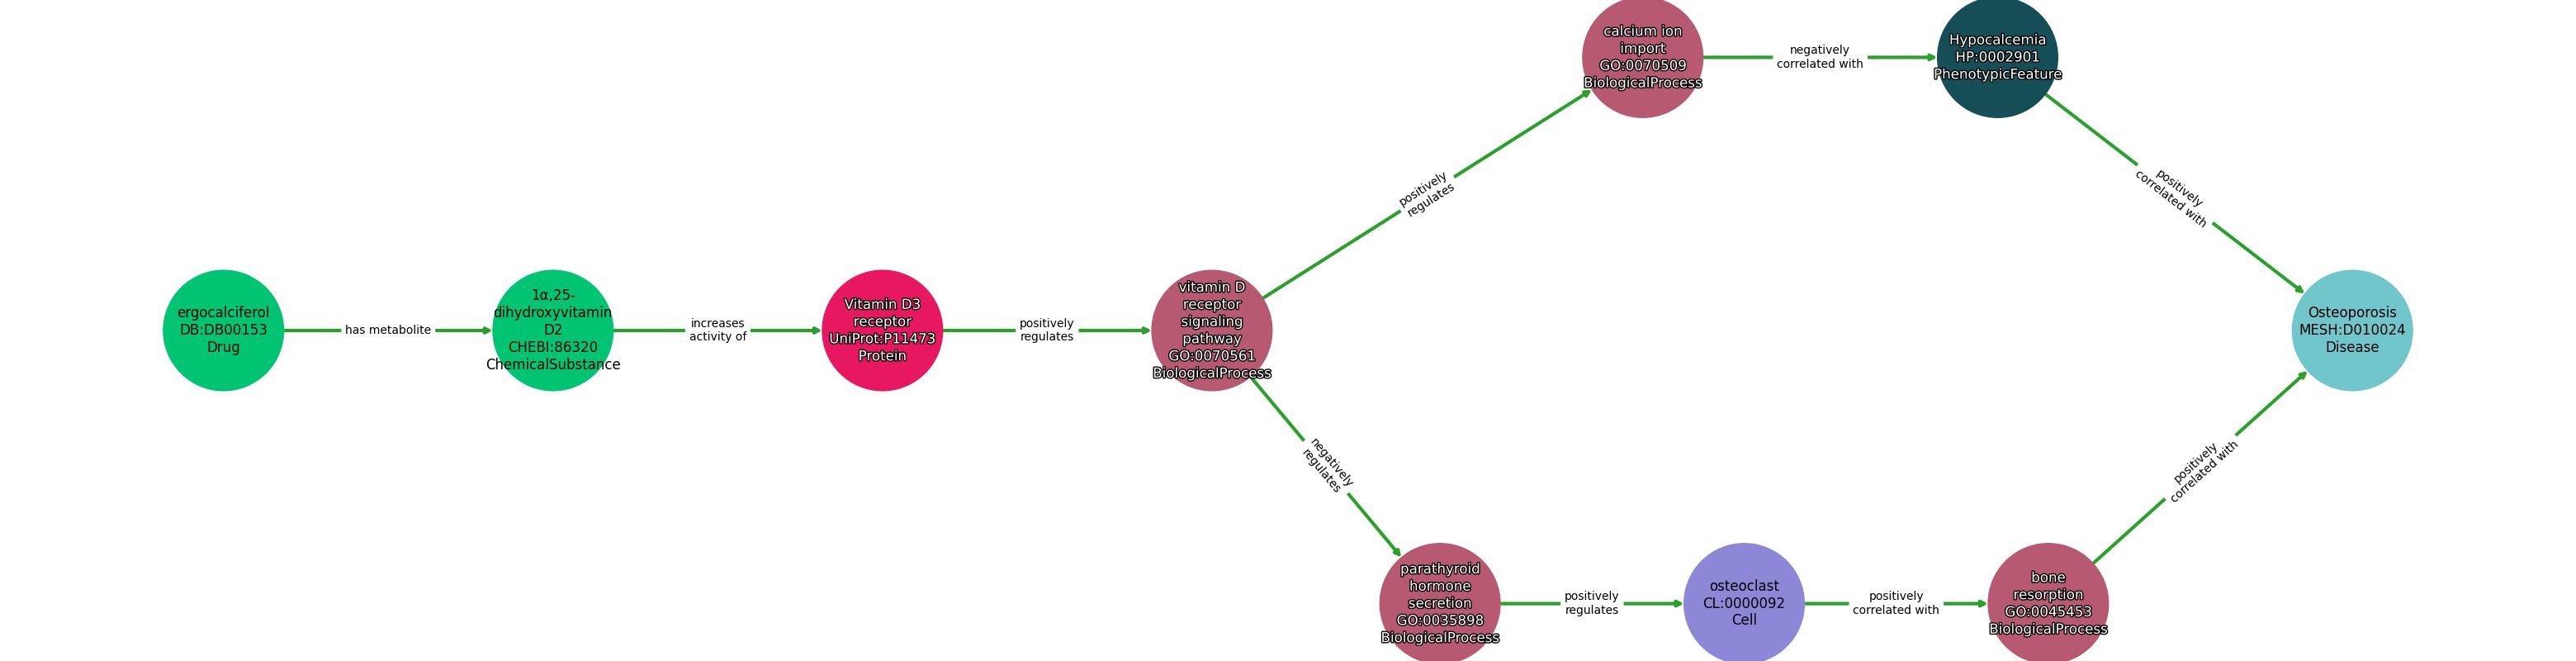 calcium ion
import
GO:0070509
BiologicalProcess
negatively
correlated with
Hypocalcemia
HP:0002901
PhenotypicFeature
positively
regulates
positively
correlated with
ergocalciferol
DB:DB00153
Drug
has metabolite
1α,25-
dihydroxyvitamin
D2
CHEBI:86320
ChemicalSubstance
increases
activity of
Vitamin D3
receptor
UniProt:P11473
Protein
positively
regulates
vitamin D
receptor
signaling
pathway
GO:0070561
BiologicalProcess
Osteoporosis
MESH:D010024
Disease
negatively
regulates
positively
correlated with
parathyroid
hormone
secretion
GO:0035898
BiologicalProcess
positively
regulates
osteoclast
CL:0000092
Cell
positively
correlated with
bone
resorption
GO:0045453
BiologicalProcess